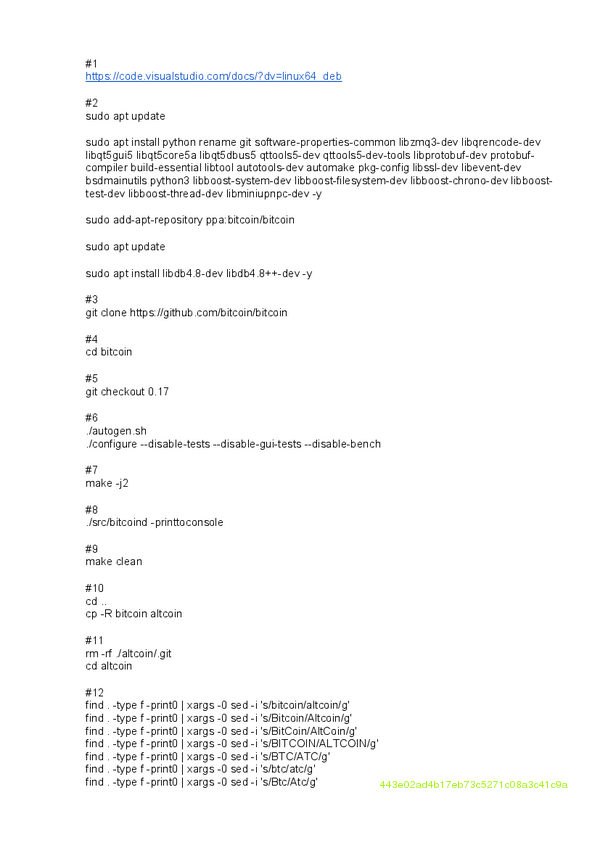 #1
https://code.visualstudio.com/docs/?dv=linux64_deb
#2
sudo apt update
sudo apt install python rename git software-properties-common libzmq3-dev libqrencode-dev
libqt5gui5 libqt5core5a libqt5dbus5 qttools5-dev qttools5-dev-tools libprotobuf-dev protobuf-
compiler build-essential libtool autotools-dev automake pkg-config libssl-dev libevent-dev
bsdmainutils python3 libboost-system-dev libboost-filesystem-dev libboost-chrono-dev libboost-
test-dev libboost-thread-dev libminiupnpc-dev -y
sudo add-apt-repository ppa:bitcoin/bitcoin
sudo apt update
sudo apt install libdb4.8-dev libdb4.8++-dev -y
#3
git clone https://github.com/bitcoin/bitcoin
#4
cd bitcoin
#5
git checkout 0.17
#6
./autogen.sh
./configure --disable-tests --disable-gui-tests --disable-bench
#7
make -j2
#8
./src/bitcoind -printtoconsole
#9
make clean
#10
cd ..
cp -R bitcoin altcoin
#11
rm -rf ./altcoin/.git
cd altcoin
#12
find . -type f -print0 | xargs -0 sed -i 's/bitcoin/altcoin/g'
find . -type f -print0 | xargs -0 sed -i 's/Bitcoin/Altcoin/g'
find . -type f -print0 | xargs -0 sed -i 's/BitCoin/AltCoin/g'
find . -type f -print0 | xargs -0 sed -i 's/BITCOIN/ALTCOIN/g'
find . -type f -print0 | xargs -0 sed -i 's/BTC/ATC/g'
find . -type f -print0 | xargs -0 sed -i 's/btc/atc/g'
find . -type f -print0 | xargs -0 sed -i 's/Btc/Atc/g'
443e02ad4b17eb73c5271c08a3c41c9a